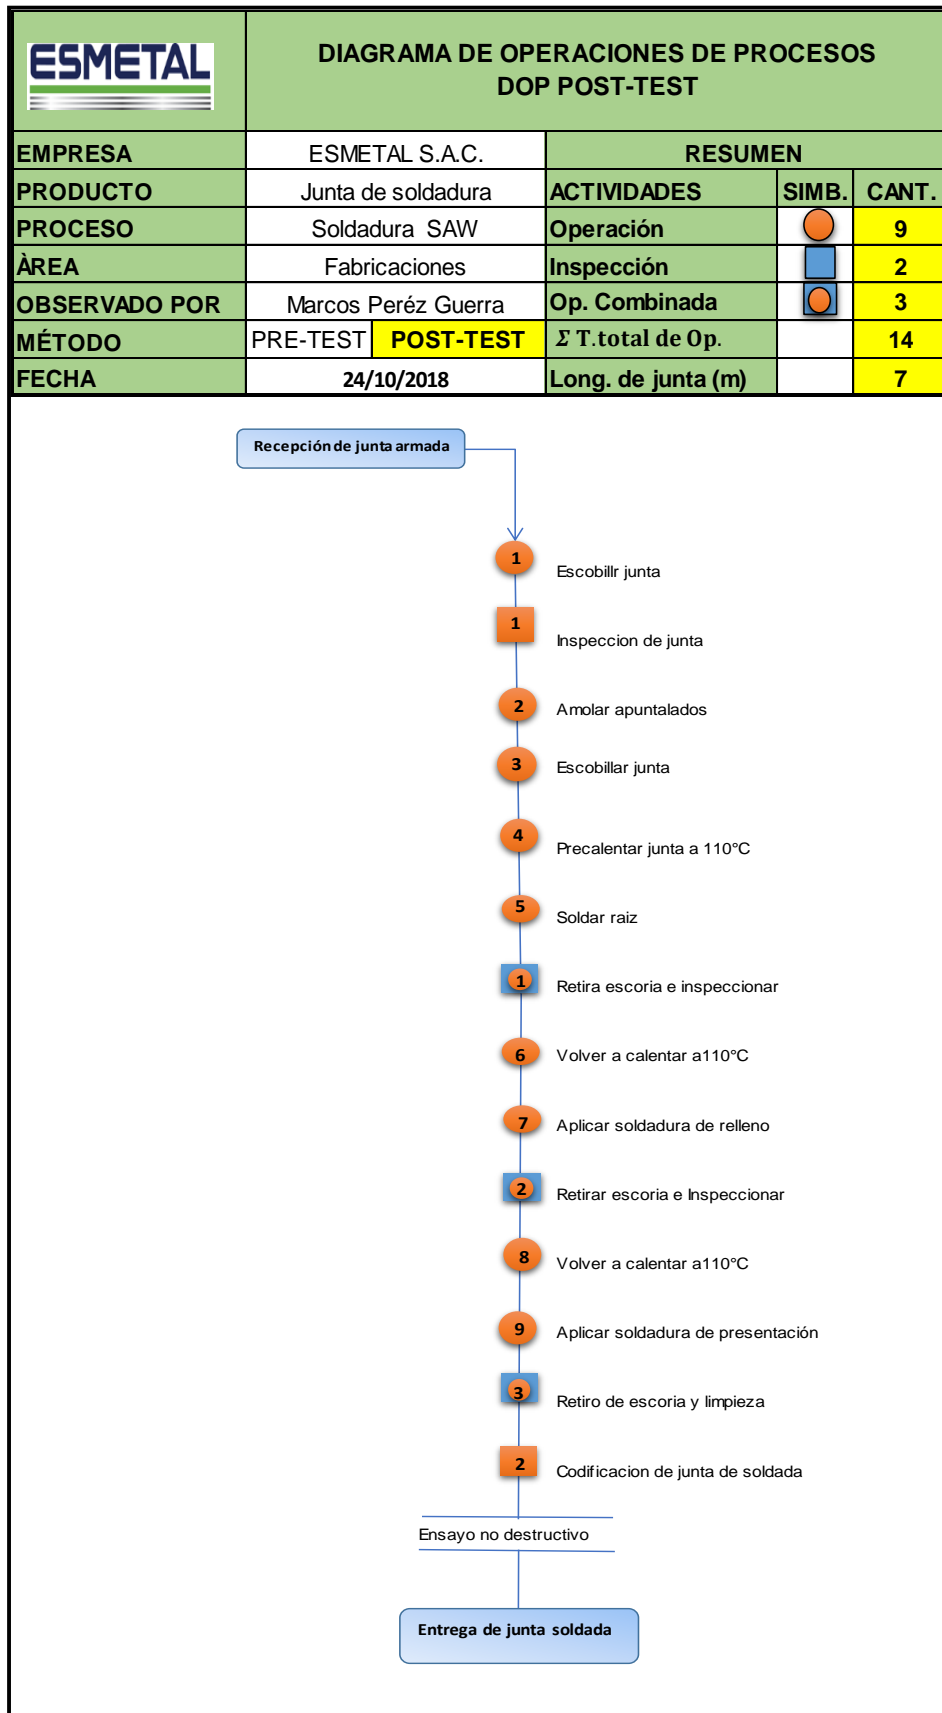 ESMETAL
DIAGRAMA DE OPERACIONES DE PROCESOS
DOP POST-TEST
EMPRESA ESMETAL S.A.C. RESUMEN
PRODUCTO Junta de soldadura ACTIVIDADES SIMB. CANT.
PROCESO Soldadura SAW Operación 9
ÀREA Fabricaciones Inspección 2
OBSERVADO POR Marcos Peréz Guerra Op. Combinada 3
MÉTODO PRE-TEST POST-TEST Σ T.total de Op. 14
FECHA 24/10/2018 Long. de junta (m) 7
Recepción de junta armada
1 Escobillr junta
1 Inspeccion de junta
2 Amolar apuntalados
3 Escobillar junta
4 Precalentar junta a 110°C
5 Soldar raiz
1 Retira escoria e inspeccionar
6 Volver a calentar a110°C
7 Aplicar soldadura de relleno
2 Retirar escoria e Inspeccionar
8 Volver a calentar a110°C
9 Aplicar soldadura de presentación
3 Retiro de escoria y limpieza
2 Codificacion de junta de soldada
Ensayo no destructivo
Entrega de junta soldada